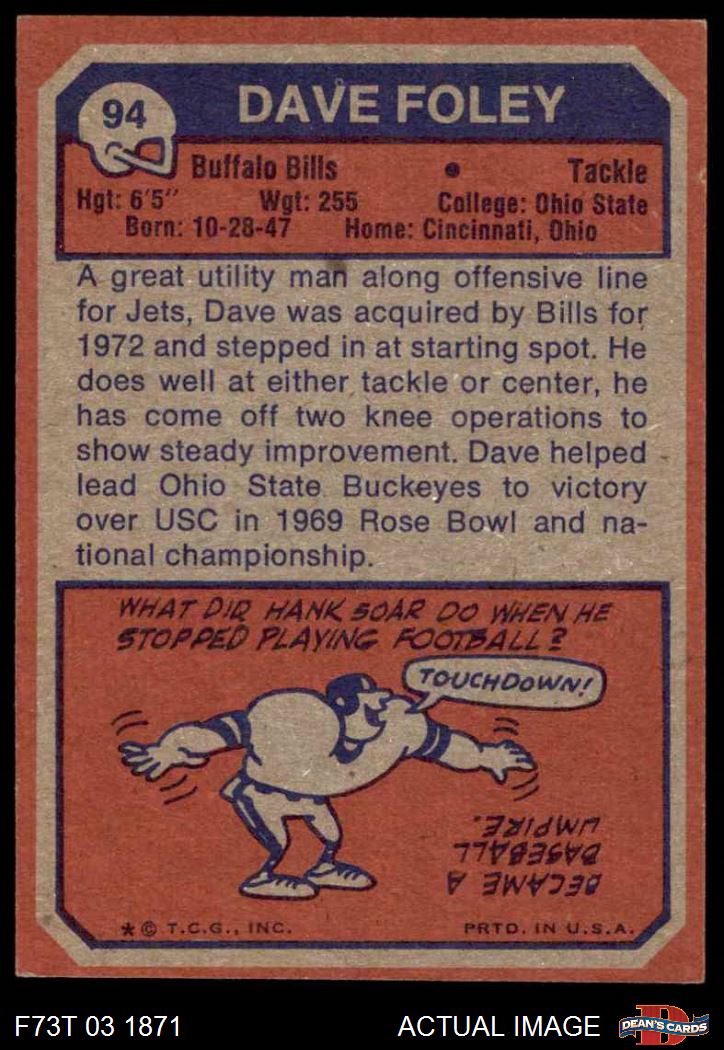 94
DAVE FOLEY
Buffalo Bills • Tackle
Hgt: 6'5" Wgt: 255 College: Ohio State
Born: 10-28-47 Home: Cincinnati, Ohio
A great utility man along offensive line
for Jets, Dave was acquired by Bills for
1972 and stepped in at starting spot. He
does well at either tackle or center, he
has come off two knee operations to
show steady improvement. Dave helped
lead Ohio State Buckeyes to victory
over USC in 1969 Rose Bowl and na-
tional championship.
WHAT DID HANK SOAR DO WHEN HE
STOPPED PLAYING FOOTBALL?
TOUCHDOWN!
BECAME A
BASEBALL
UMPIRE.
* © T.C.G., INC. PRTD. IN U.S.A.
F73T 03 1871 ACTUAL IMAGE
D
DEAN'S CARDS